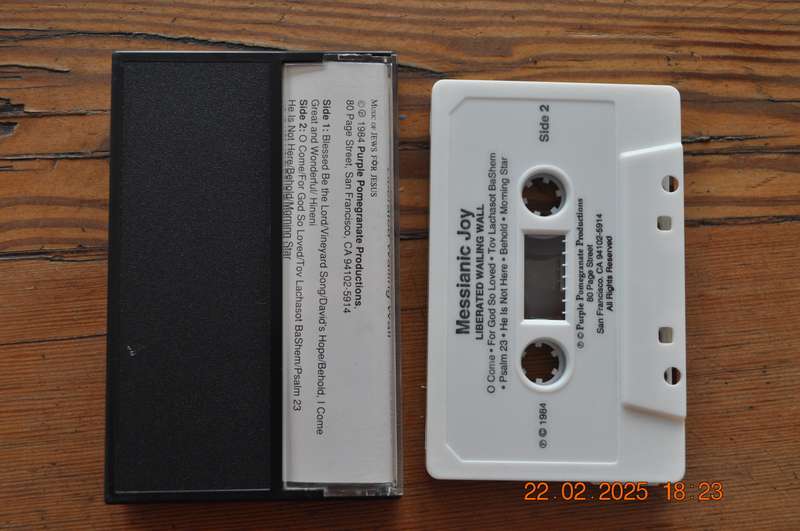 MUSIC OF JEWS FOR JESUS
© ℗ 1984 Purple Pomegranate Productions.
80 Page Street, San Francisco, CA 94102-5914
Side 1: Blessed Be the Lord/Vineyard Song/David's Hope/Behold, I Come
Great and Wonderful/ Hineni
Side 2: O Come/For God So Loved/Tov Lachasot BaShem/Psalm 23
He Is Not Here/Behold/Morning Star
Side 2
Messianic Joy
LIBERATED WAILING WALL
O Come • For God So Loved • Tov Lachasot BaShem
• Psalm 23 • He Is Not Here • Behold • Morning Star
℗ © Purple Pomegranate Productions
80 Page Street
San Francisco, CA 94102-5914
All Rights Reserved
℗ © 1984
22.02.2025 18:23